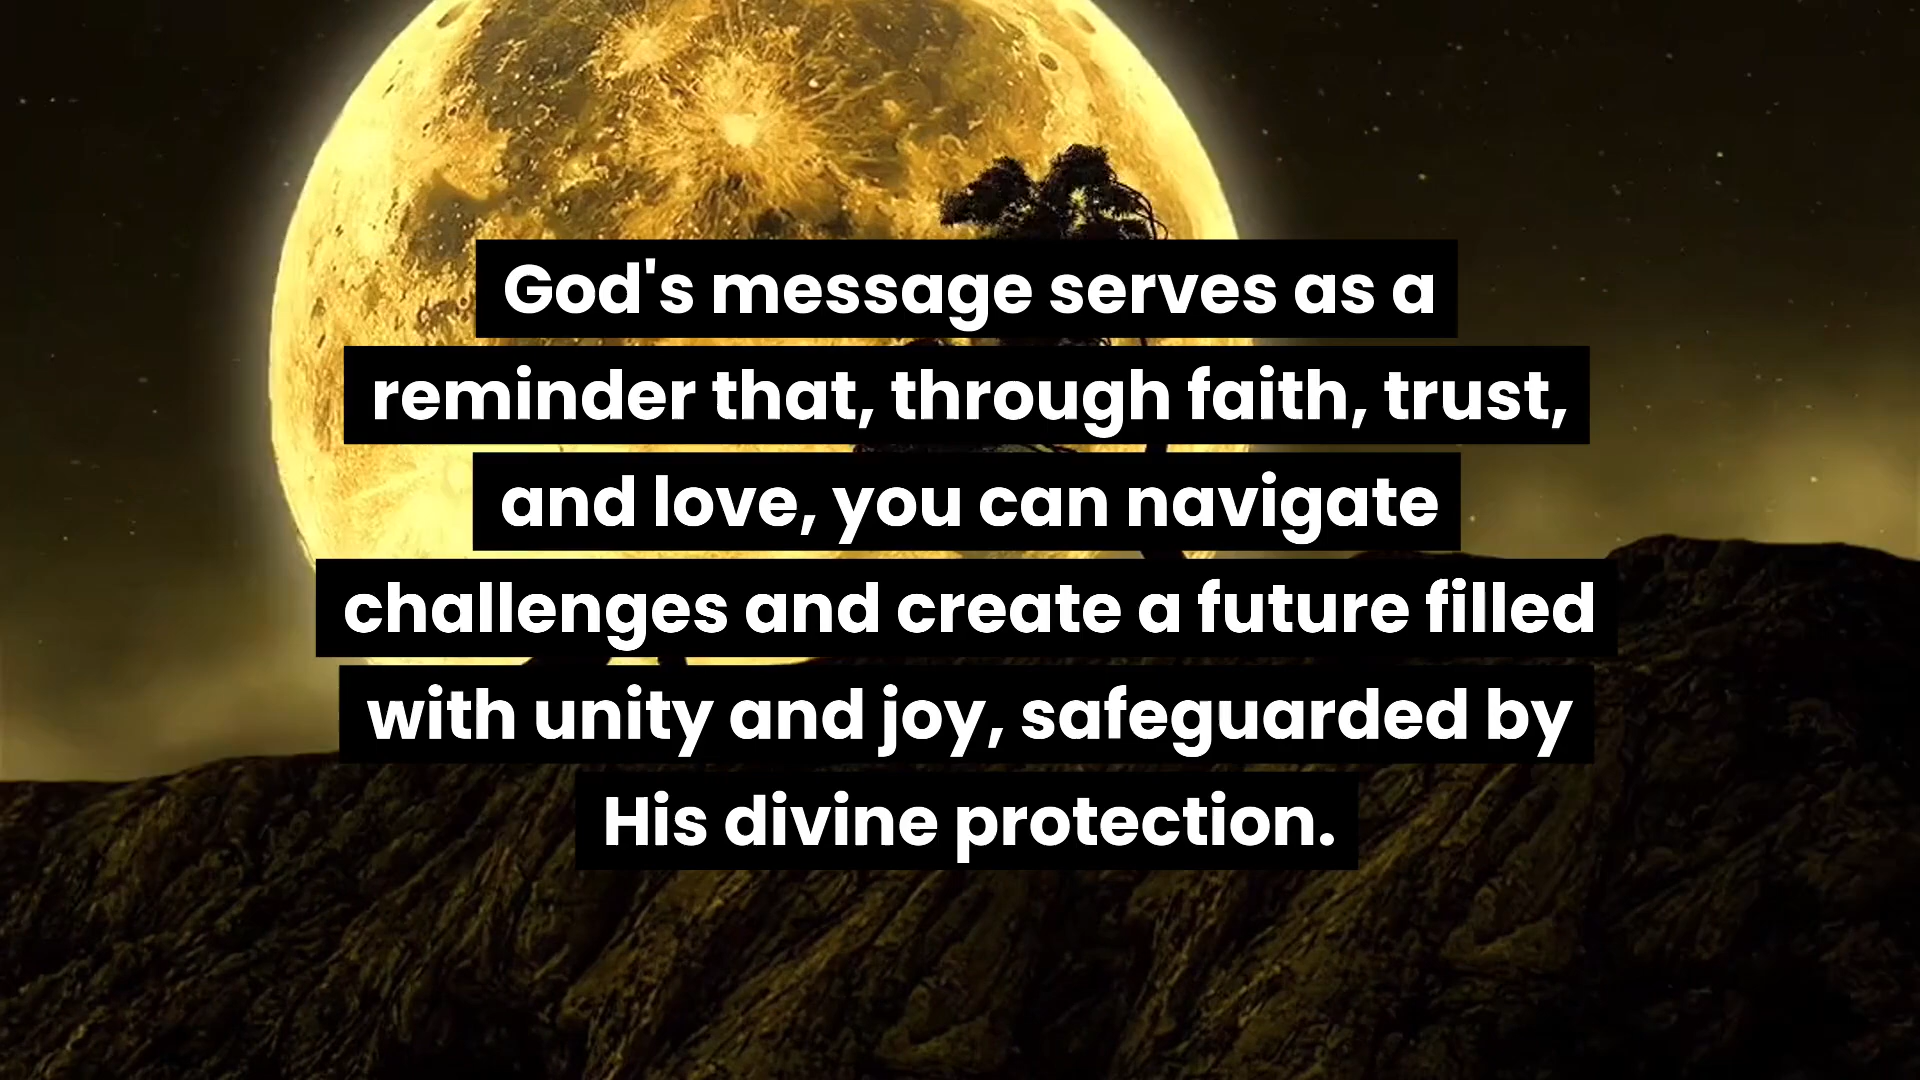 God's message serves as a
reminder that, through faith, trust,
and love, you can navigate
challenges and create a future filled
with unity and joy, safeguarded by
His divine protection.